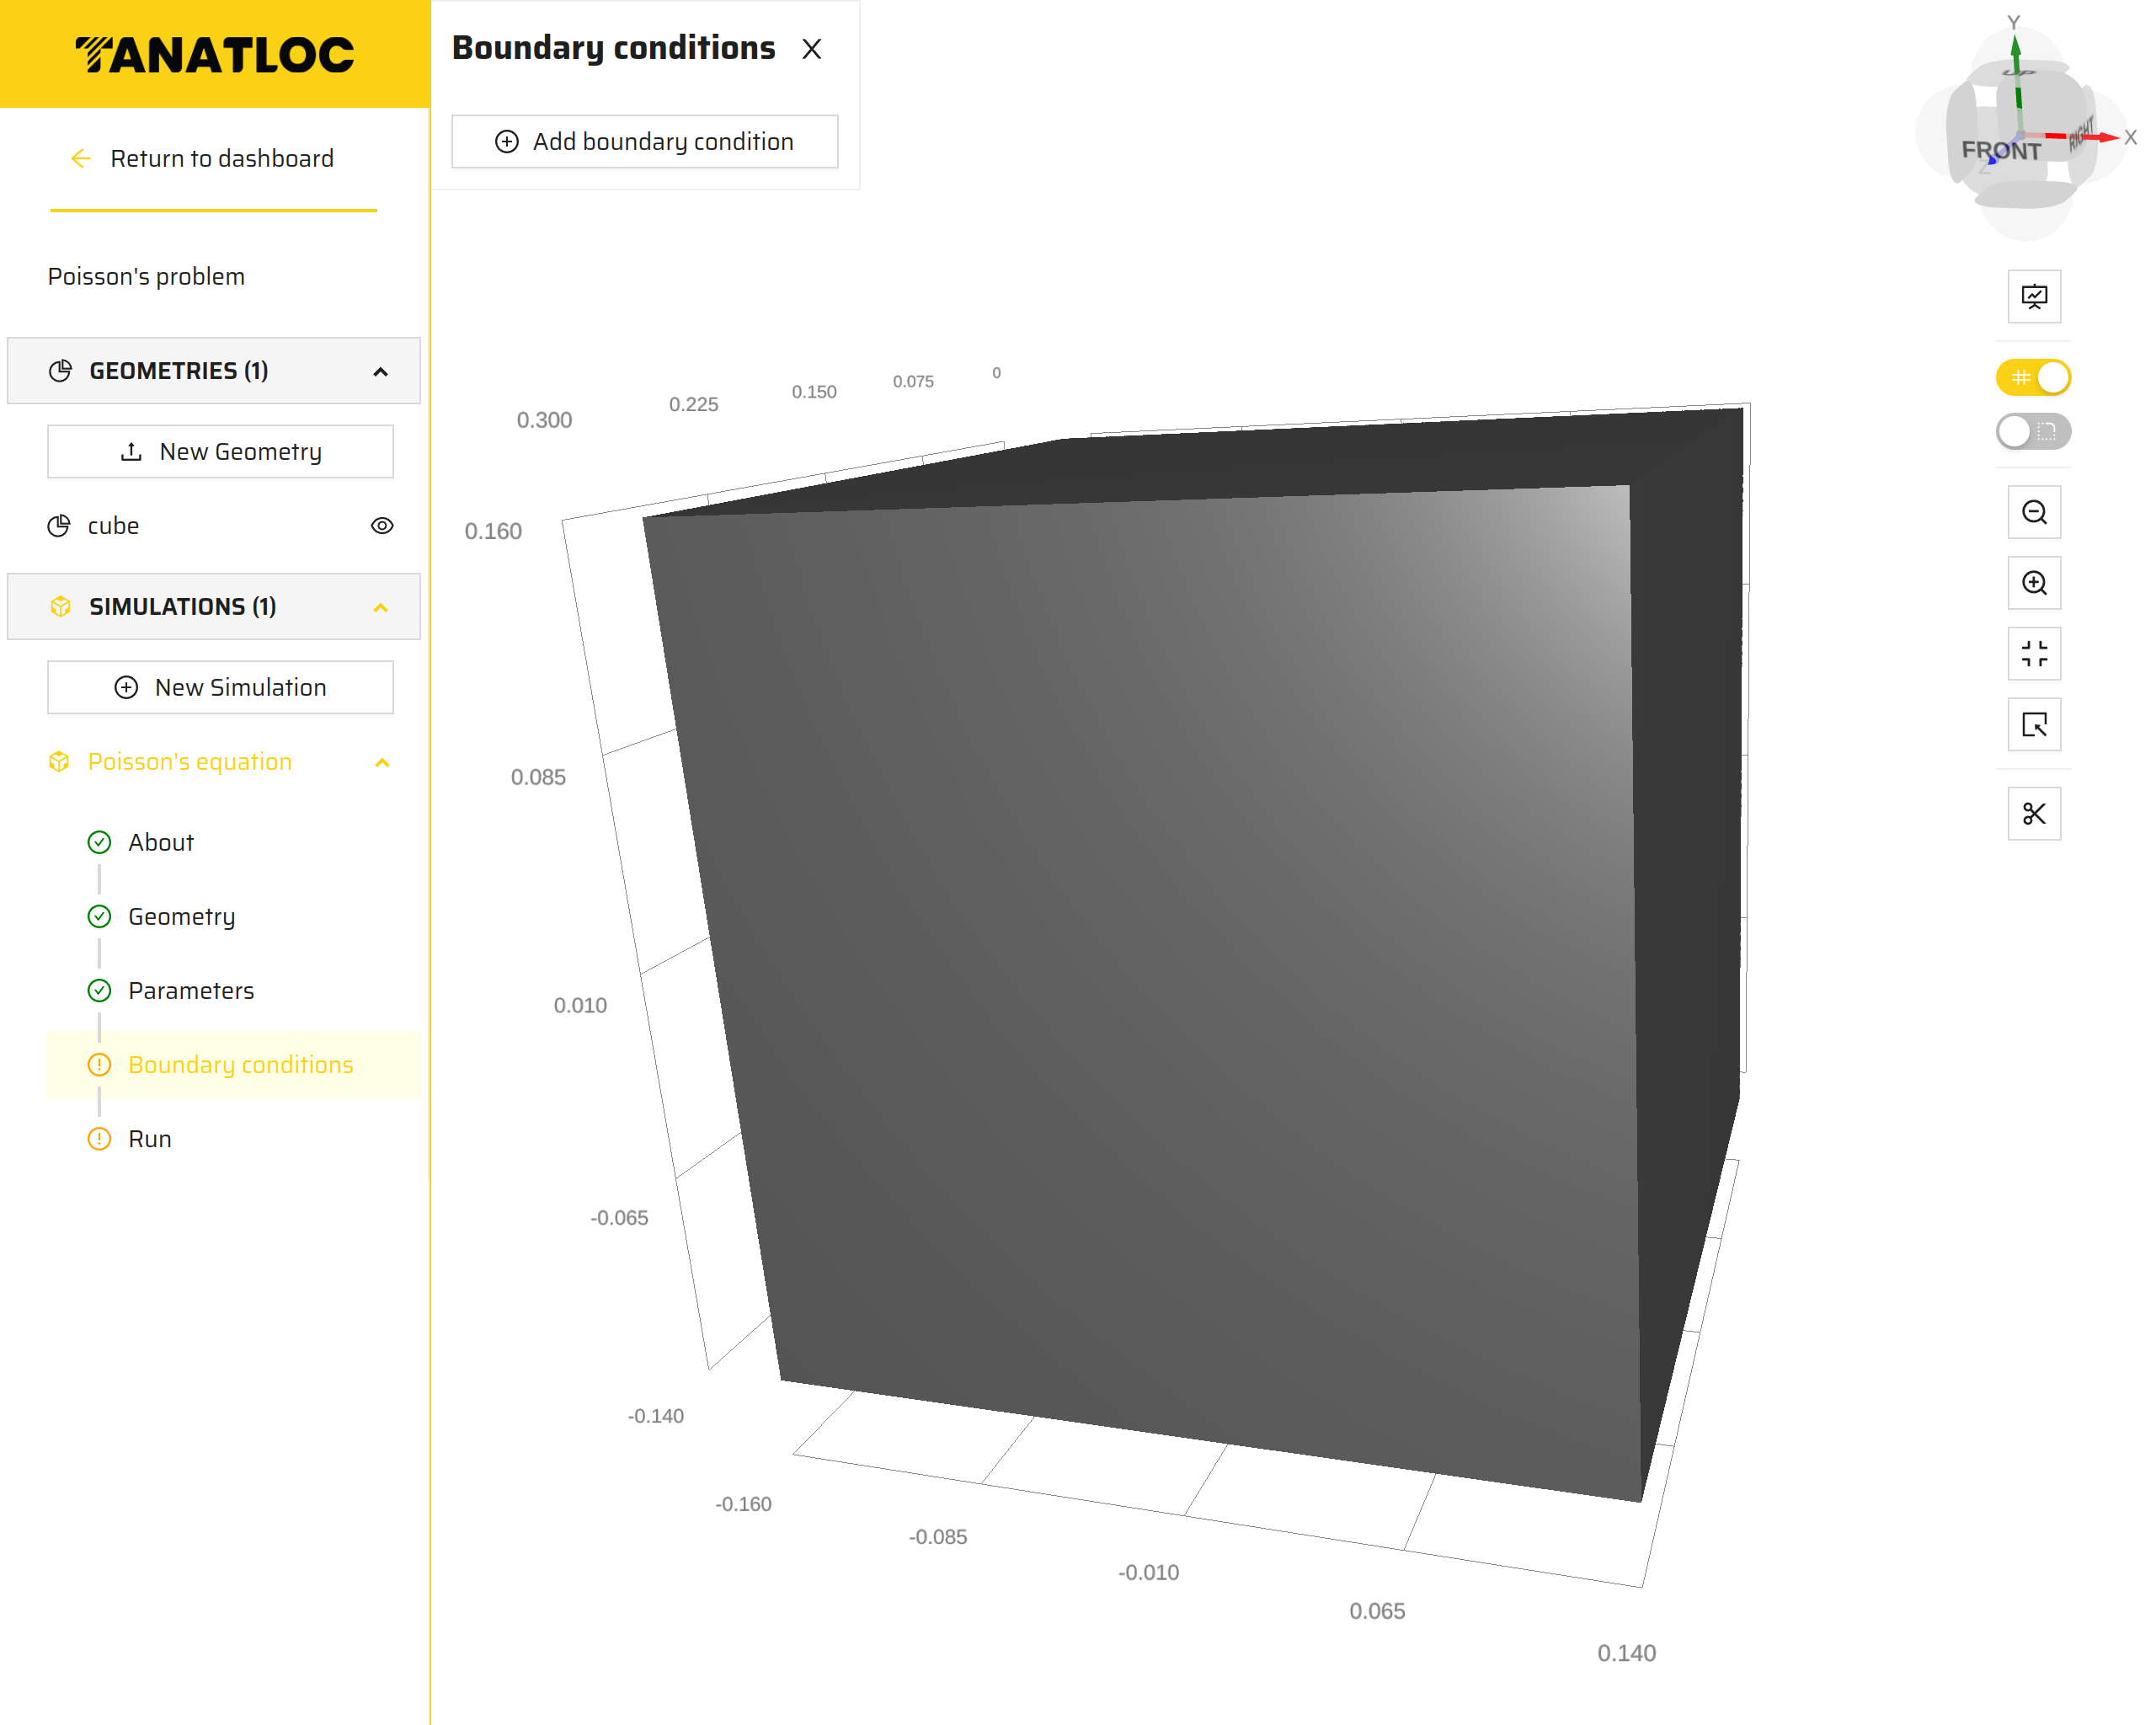 TANATLOC
Return to dashboard
Poisson's problem
GEOMETRIES (1)
New Geometry
cube
SIMULATIONS (1)
New Simulation
Poisson's equation
About
Geometry
Parameters
Boundary conditions
Run
Boundary conditions
Add boundary condition
0.300
0.225
0.150
0.075
0
0.160
0.085
0.010
-0.065
-0.140
-0.160
-0.085
-0.010
0.065
0.140
Y
UP
FRONT
RIGHT
X
Z